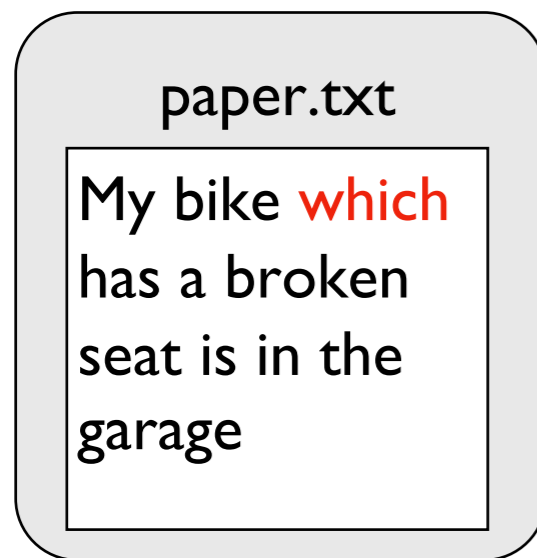 paper.txt
My bike which
has a broken
seat is in the
garage